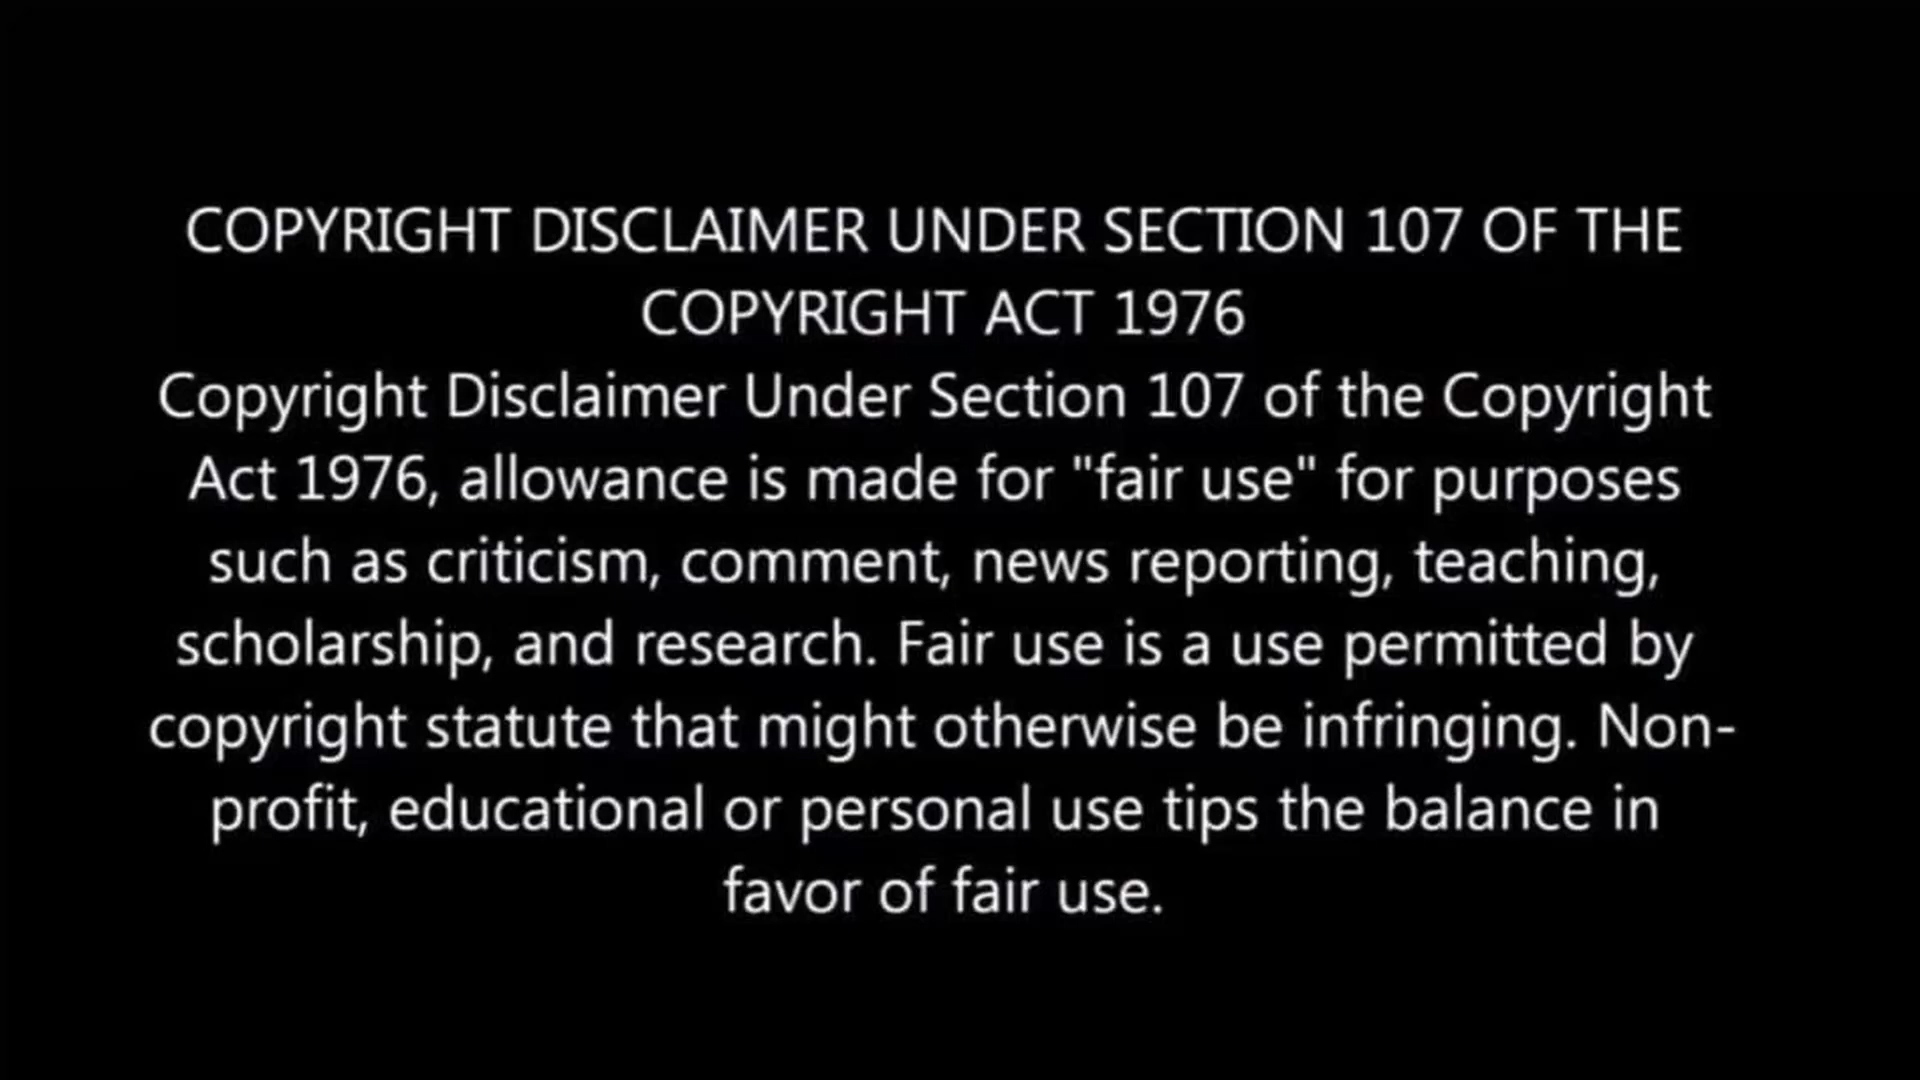 COPYRIGHT DISCLAIMER UNDER SECTION 107 OF THE
COPYRIGHT ACT 1976
Copyright Disclaimer Under Section 107 of the Copyright
Act 1976, allowance is made for "fair use" for purposes
such as criticism, comment, news reporting, teaching,
scholarship, and research. Fair use is a use permitted by
copyright statute that might otherwise be infringing. Non-
profit, educational or personal use tips the balance in
favor of fair use.